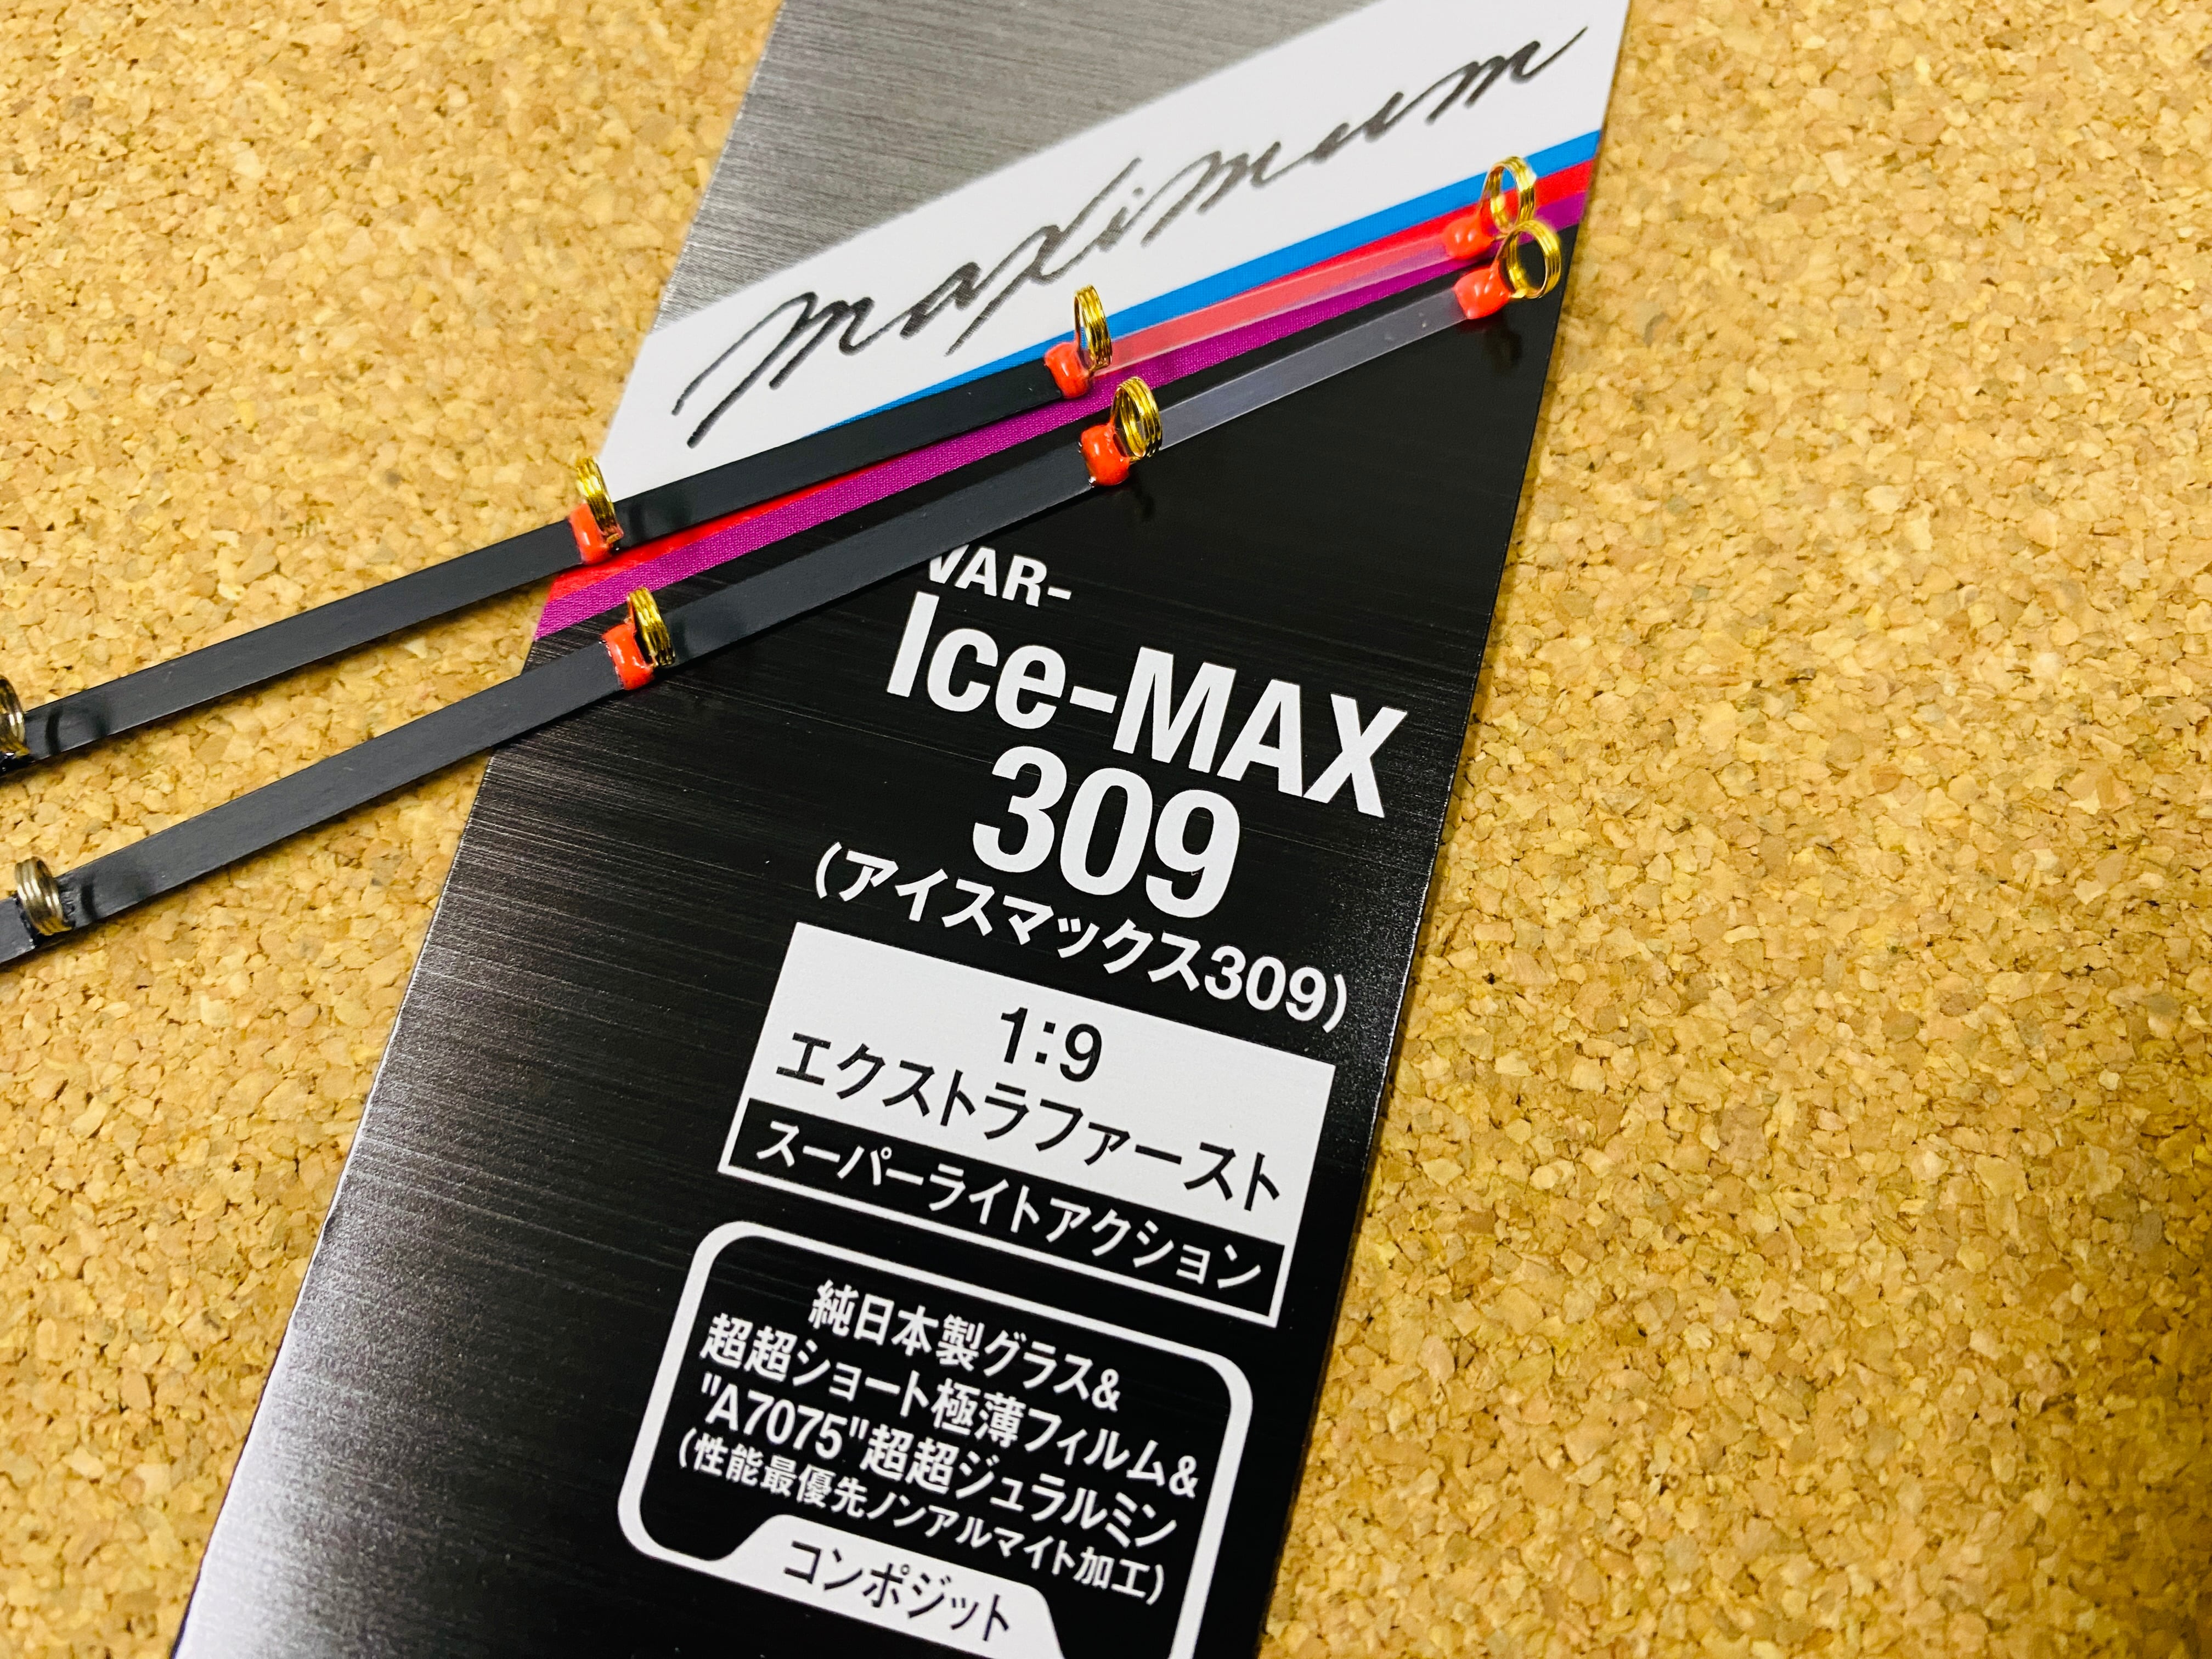 maximum
VAR-
Ice-MAX
309
(アイスマックス309)
1:9
エクストラファースト
スーパーライトアクション
純日本製グラス&
超超ショート極薄フィルム&
"A7075"超超ジュラルミン
(性能最優先ノンアルマイト加工)
コンポジット